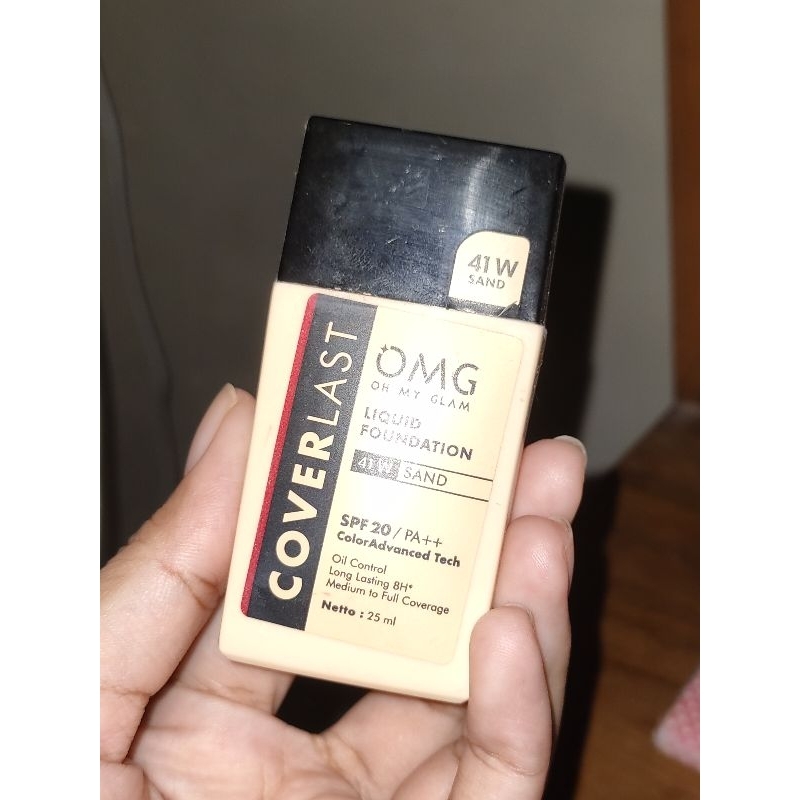 41 W
SAND
COVERLAST
OMG
OH MY GLAM
LIQUID
FOUNDATION
41 W SAND
SPF 20 / PA++
ColorAdvanced Tech
Oil Control
Long Lasting 8H*
Medium to Full Coverage
Netto : 25 ml